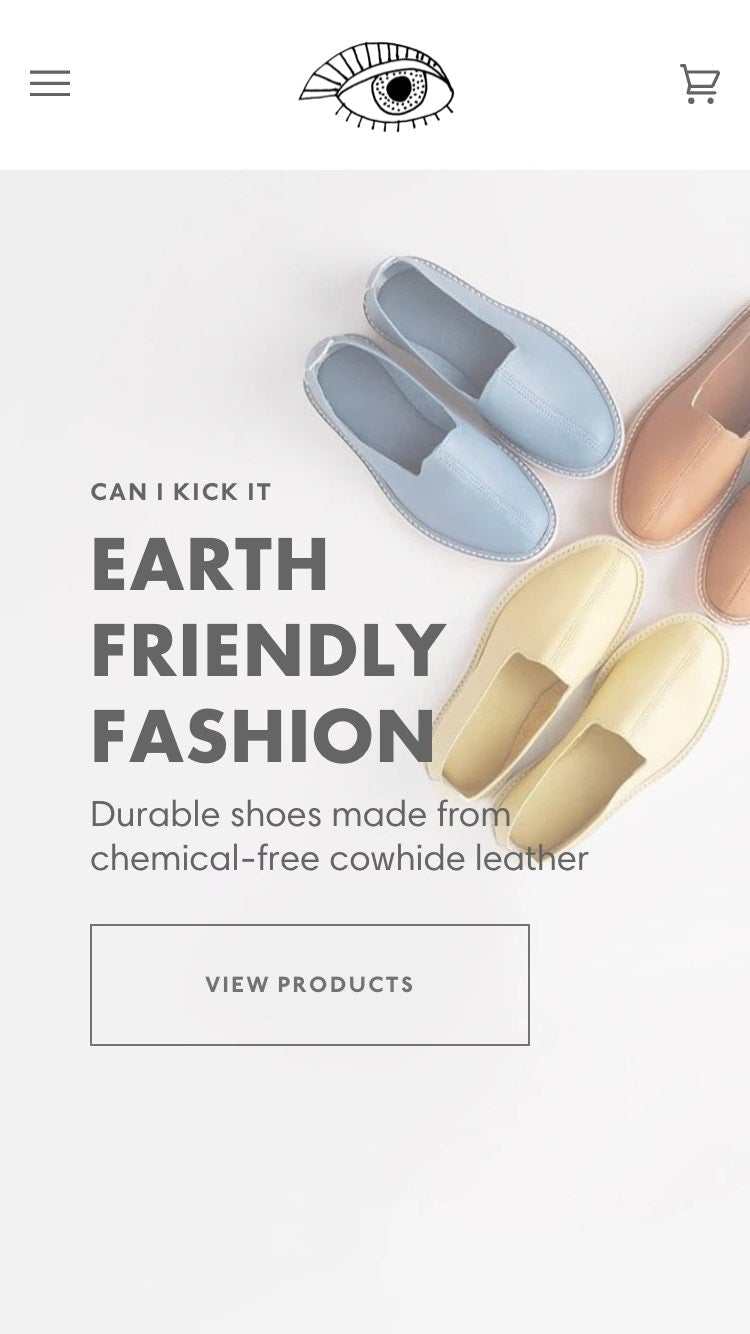 CAN I KICK IT
EARTH
FRIENDLY
FASHION
Durable shoes made from
chemical-free cowhide leather
VIEW PRODUCTS